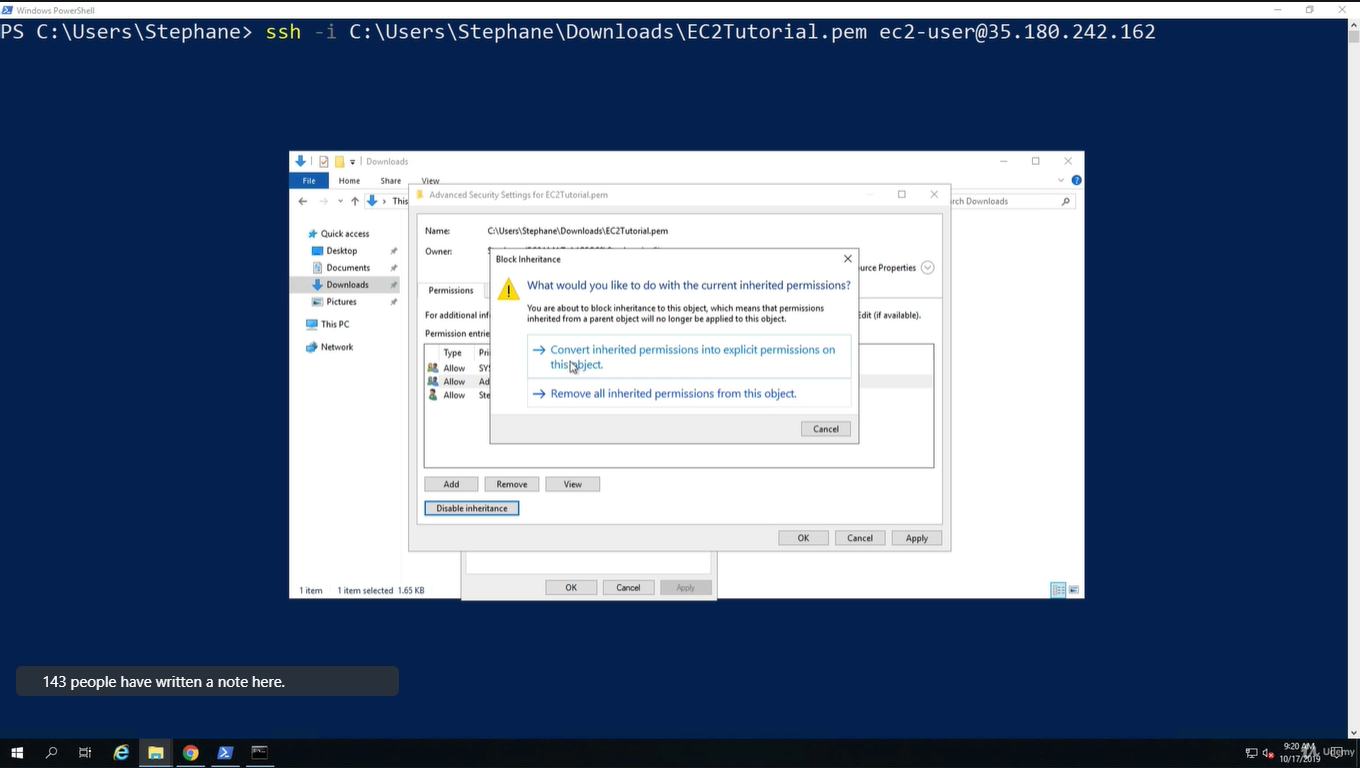 Windows PowerShell
PS C:\Users\Stephane> ssh -i C:\Users\Stephane\Downloads\EC2Tutorial.pem ec2-user@35.180.242.162
Downloads
File Home Share View
This
rch Downloads
Quick access
Desktop
Documents
Downloads
Pictures
This PC
Network
1 item 1 item selected 1.65 KB
Advanced Security Settings for EC2Tutorial.pem
Name: C:\Users\Stephane\Downloads\EC2Tutorial.pem
Owner:
urce Properties
Permissions
For additional inf
Edit (if available).
Permission entrie
Type Pri
Allow SYS
Allow Ad
Allow Ste
Block Inheritance
What would you like to do with the current inherited permissions?
You are about to block inheritance to this object, which means that permissions
inherited from a parent object will no longer be applied to this object.
Convert inherited permissions into explicit permissions on
this object.
Remove all inherited permissions from this object.
Cancel
Add Remove View
Disable inheritance
OK Cancel Apply
OK Cancel Apply
143 people have written a note here.
9:20 AM
10/17/2019
Udemy